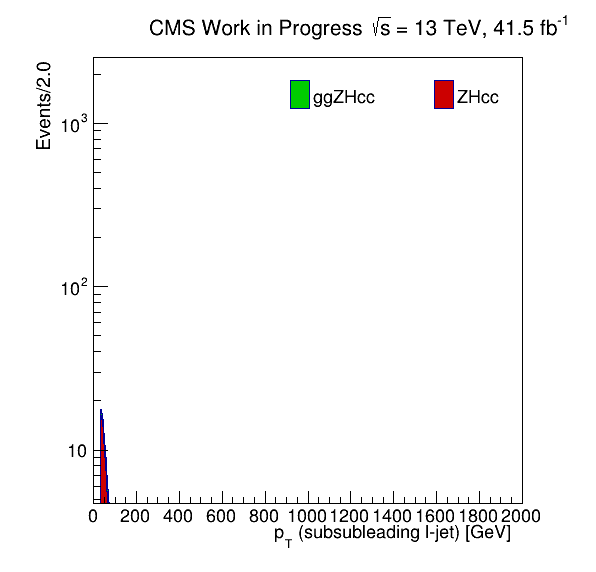 CMS Work in Progress √s = 13 TeV, 41.5 fb⁻¹
Events/2.0
ggZHcc ZHcc
10³
10²
10
0 200 400 600 800 1000 1200 1400 1600 1800 2000
p_T (subsubleading l-jet) [GeV]